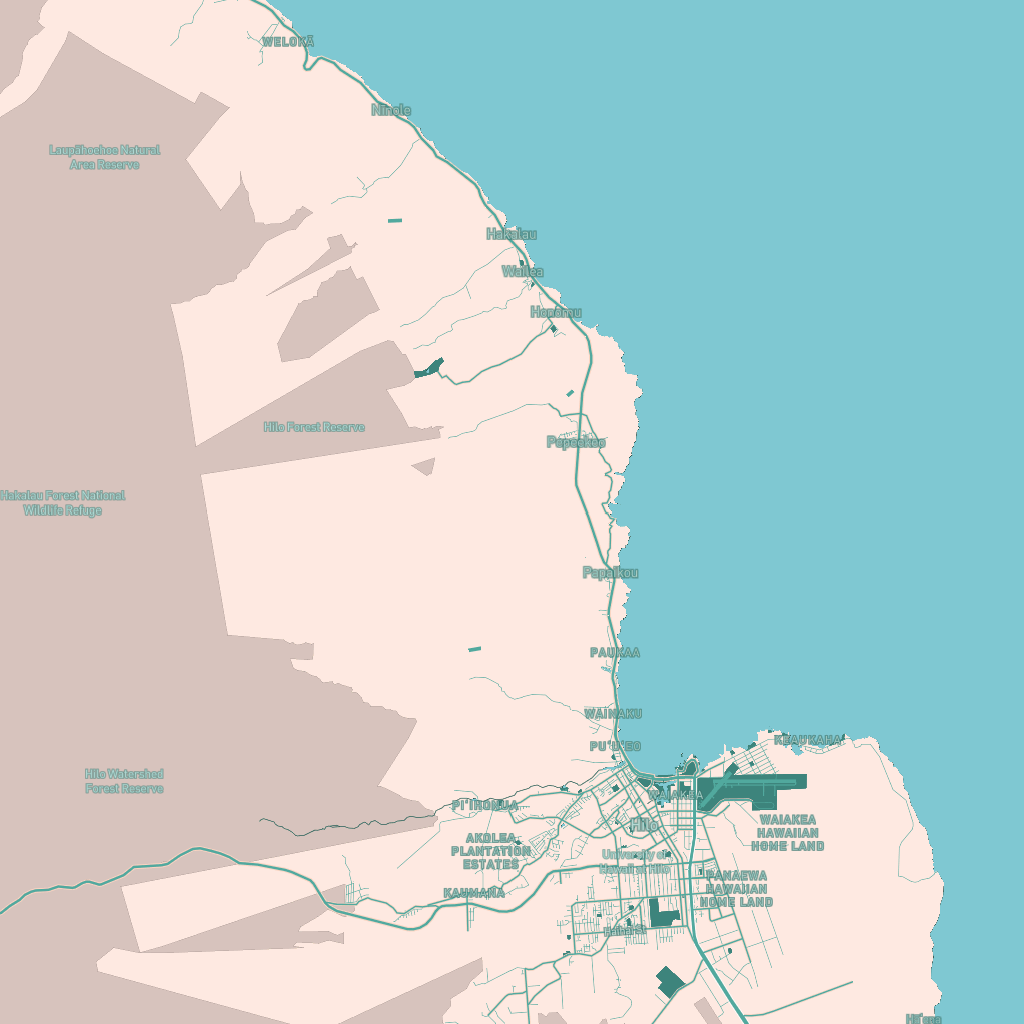 WELOKĀ
Ninole
Laupāhoehoe Natural
Area Reserve
Hakalau
Wailea
Honomu
Hilo Forest Reserve
Pepeekeo
Hakalau Forest National
Wildlife Refuge
Papaikou
PAUKAA
WAINAKU
PU'U'EO
KEAUKAHA
Hilo Watershed
Forest Reserve
WAIAKEA
PI'IHONUA
Hilo
WAIAKEA
HAWAIIAN
HOME LAND
AKOLEA
PLANTATION
ESTATES
University of
Hawaii at Hilo
PANAEWA
HAWAIIAN
HOME LAND
KAUMANA
Haihai St